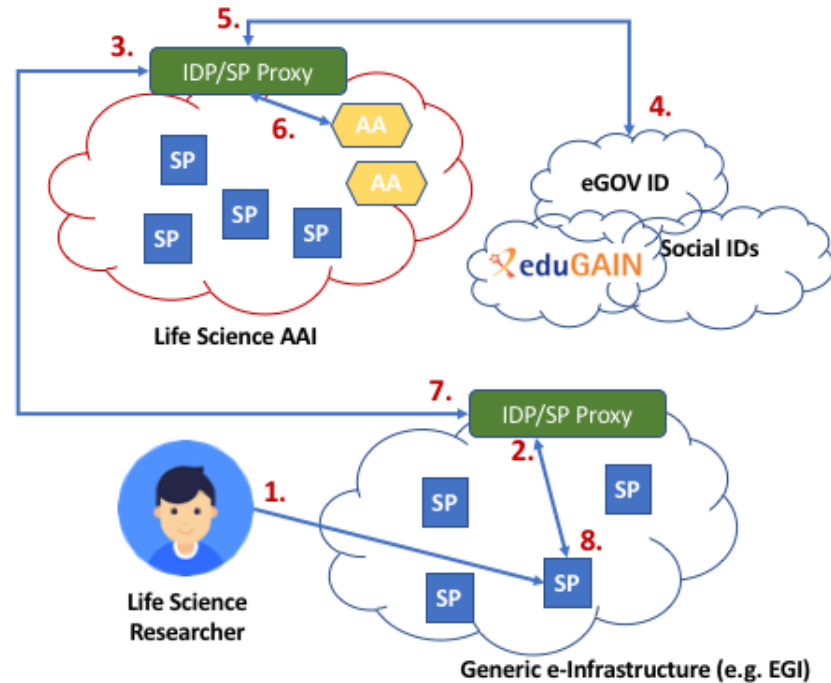 5.
3.
IDP/SP Proxy
4.
6.
AA
SP
eGOV ID
AA
SP
SP
SP
eduGAIN
Social IDs
Life Science AAI
7.
IDP/SP Proxy
2.
1.
SP
SP
8.
SP
SP
Life Science
Researcher
Generic e-Infrastructure (e.g. EGI)